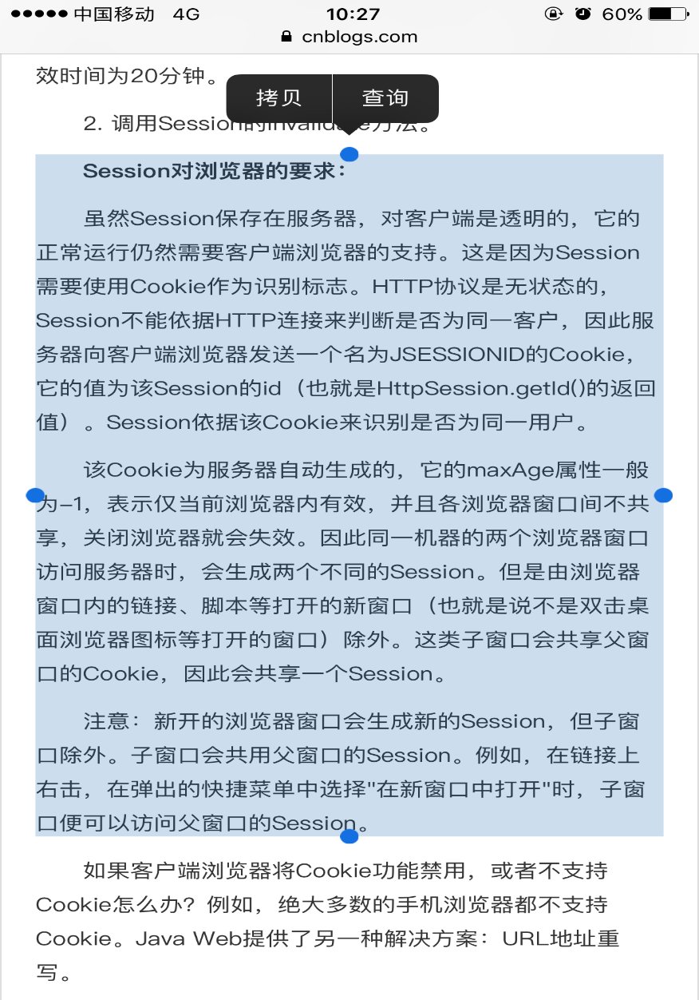 中国移动 4G 10:27 60%
cnblogs.com
效时间为20分钟。
拷贝 查询
2. 调用Session的invalidate方法。
Session对浏览器的要求：
虽然Session保存在服务器，对客户端是透明的，它的
正常运行仍然需要客户端浏览器的支持。这是因为Session
需要使用Cookie作为识别标志。HTTP协议是无状态的，
Session不能依据HTTP连接来判断是否为同一客户，因此服
务器向客户端浏览器发送一个名为JSESSIONID的Cookie，
它的值为该Session的id（也就是HttpSession.getId()的返回
值）。Session依据该Cookie来识别是否为同一用户。
该Cookie为服务器自动生成的，它的maxAge属性一般
为–1，表示仅当前浏览器内有效，并且各浏览器窗口间不共
享，关闭浏览器就会失效。因此同一机器的两个浏览器窗口
访问服务器时，会生成两个不同的Session。但是由浏览器
窗口内的链接、脚本等打开的新窗口（也就是说不是双击桌
面浏览器图标等打开的窗口）除外。这类子窗口会共享父窗
口的Cookie，因此会共享一个Session。
注意：新开的浏览器窗口会生成新的Session，但子窗
口除外。子窗口会共用父窗口的Session。例如，在链接上
右击，在弹出的快捷菜单中选择"在新窗口中打开"时，子窗
口便可以访问父窗口的Session。
如果客户端浏览器将Cookie功能禁用，或者不支持
Cookie怎么办？例如，绝大多数的手机浏览器都不支持
Cookie。Java Web提供了另一种解决方案：URL地址重
写。